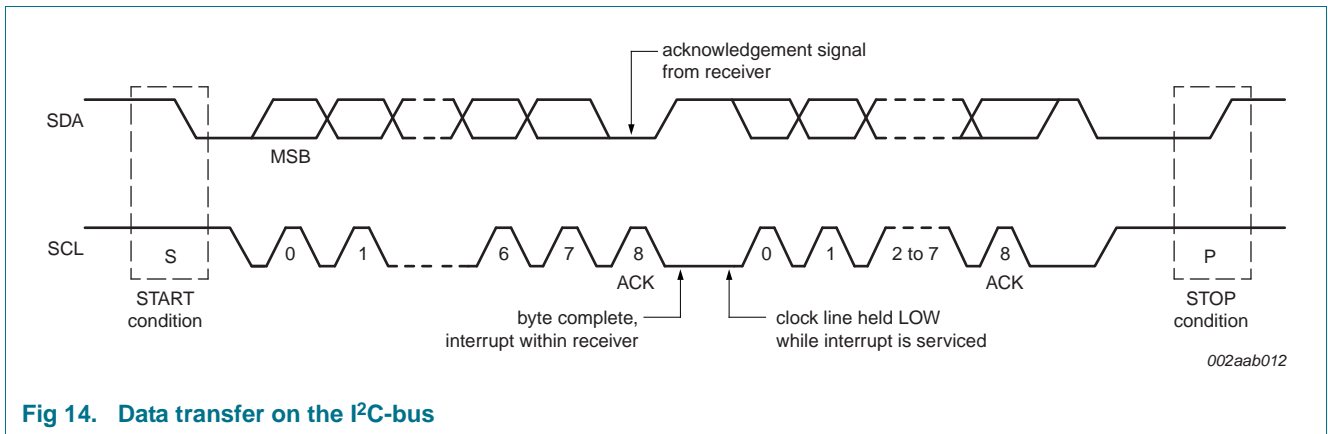 acknowledgement signal
from receiver
SDA
MSB
SCL
S
0
1
6
7
8
0
1
2 to 7
8
P
ACK
ACK
START
condition
byte complete,
interrupt within receiver
clock line held LOW
while interrupt is serviced
STOP
condition
002aab012
Fig 14. Data transfer on the I²C-bus